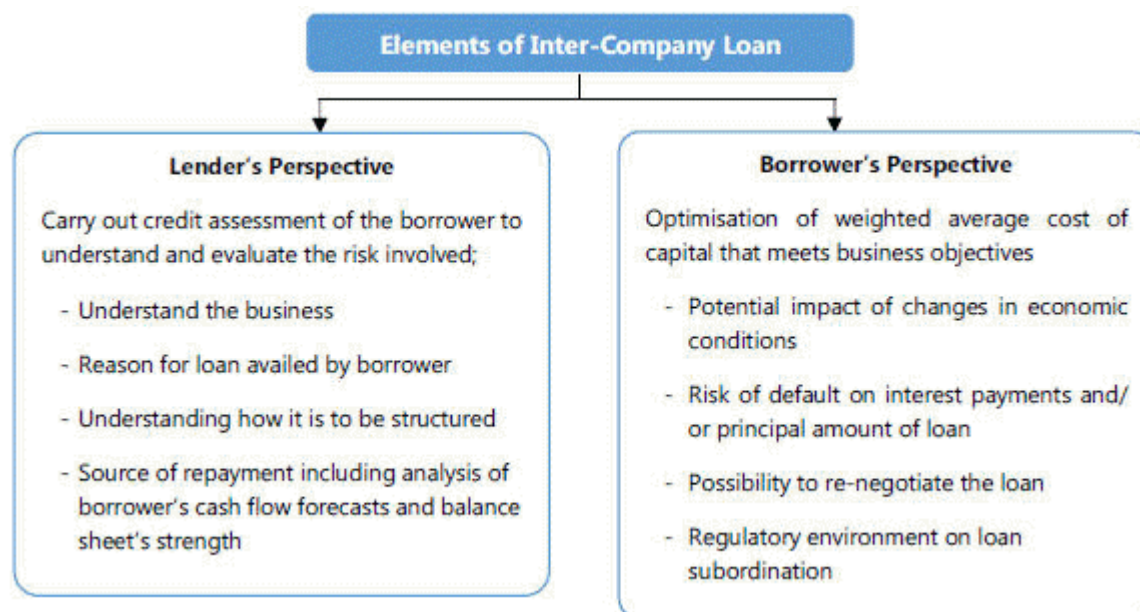 Elements of Inter-Company Loan
Lender's Perspective
Carry out credit assessment of the borrower to
understand and evaluate the risk involved;
- Understand the business
- Reason for loan availed by borrower
- Understanding how it is to be structured
- Source of repayment including analysis of
borrower's cash flow forecasts and balance
sheet's strength
Borrower's Perspective
Optimisation of weighted average cost of
capital that meets business objectives
- Potential impact of changes in economic
conditions
- Risk of default on interest payments and/
or principal amount of loan
- Possibility to re-negotiate the loan
- Regulatory environment on loan
subordination